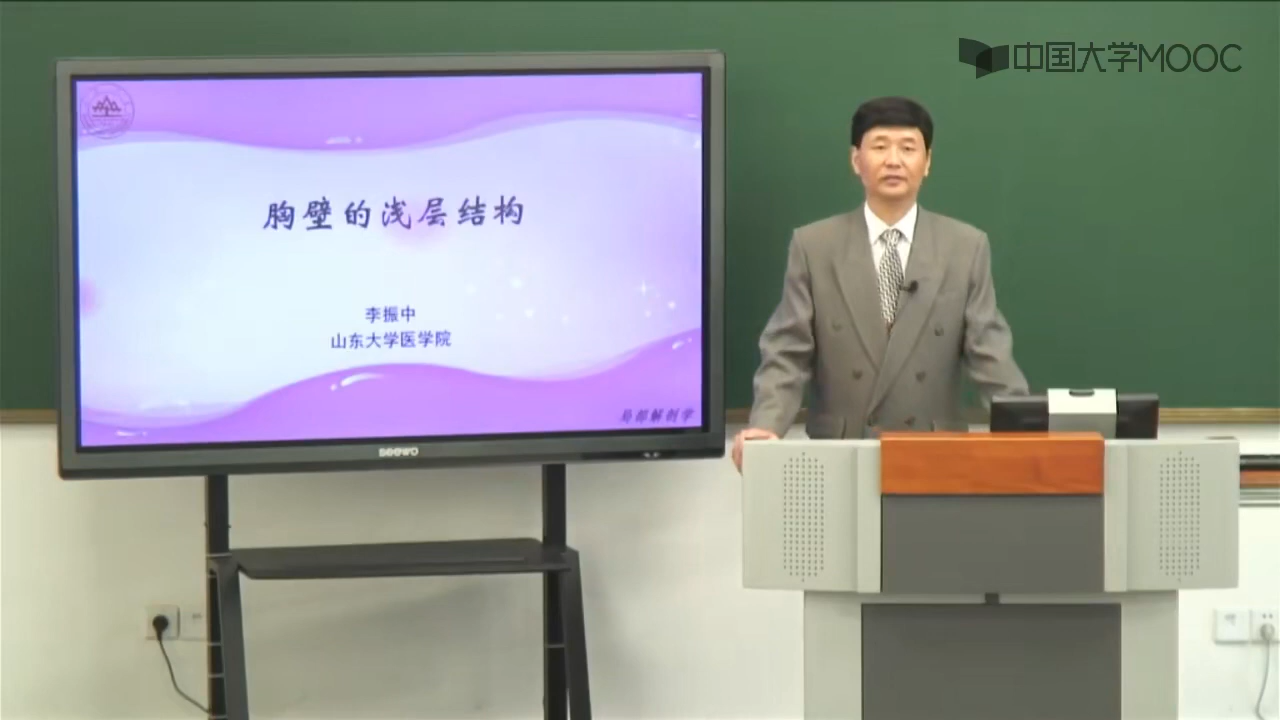 中国大学MOOC
胸壁的浅层结构
李振中
山东大学医学院
局部解剖学
seewo